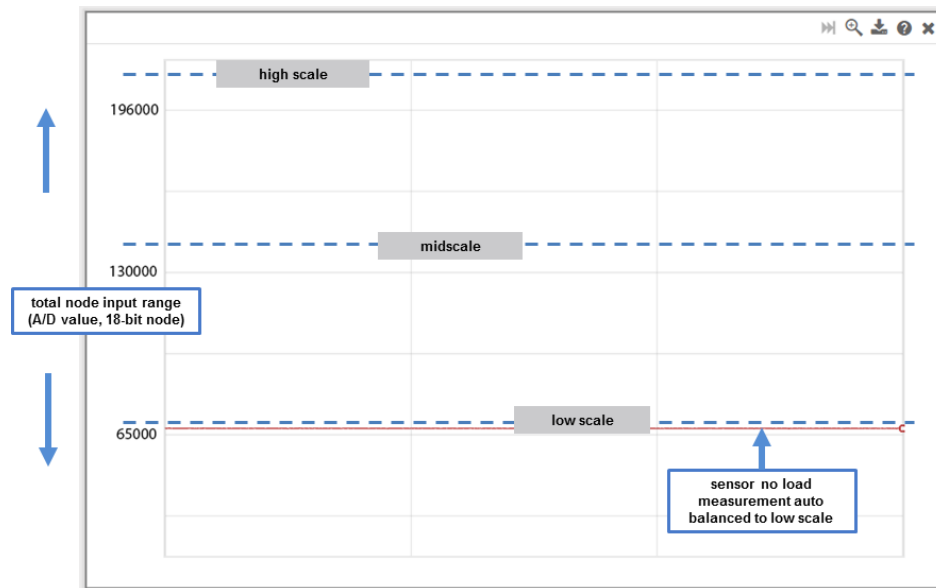 high scale
196000
midscale
130000
total node input range
(A/D value, 18-bit node)
low scale
65000
sensor no load
measurement auto
balanced to low scale